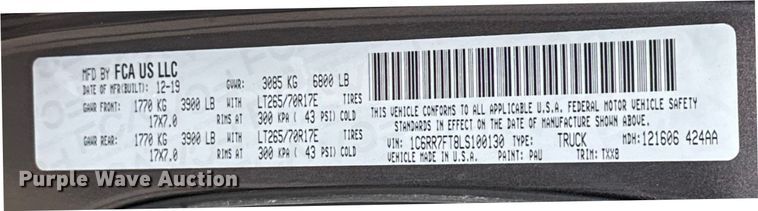 MFD BY FCA US LLC
DATE OF MFR(BUILT): 12-19 GVWR: 3085 KG 6800 LB
GAWR FRONT: 1770 KG 3900 LB WITH LT265/70R17E TIRES
17X7.0 RIMS AT 300 KPA ( 43 PSI) COLD
GAWR REAR: 1770 KG 3900 LB WITH LT265/70R17E TIRES
17X7.0 RIMS AT 300 KPA ( 43 PSI) COLD
THIS VEHICLE CONFORMS TO ALL APPLICABLE U.S.A. FEDERAL MOTOR VEHICLE SAFETY
STANDARDS IN EFFECT ON THE DATE OF MANUFACTURE SHOWN ABOVE.
VIN: 1C6RR7FT8LS100130 TYPE: TRUCK MDH: 121606 424AA
VEHICLE MADE IN U.S.A. PAINT: PAU TRIM: TXX8
Purple Wave Auction